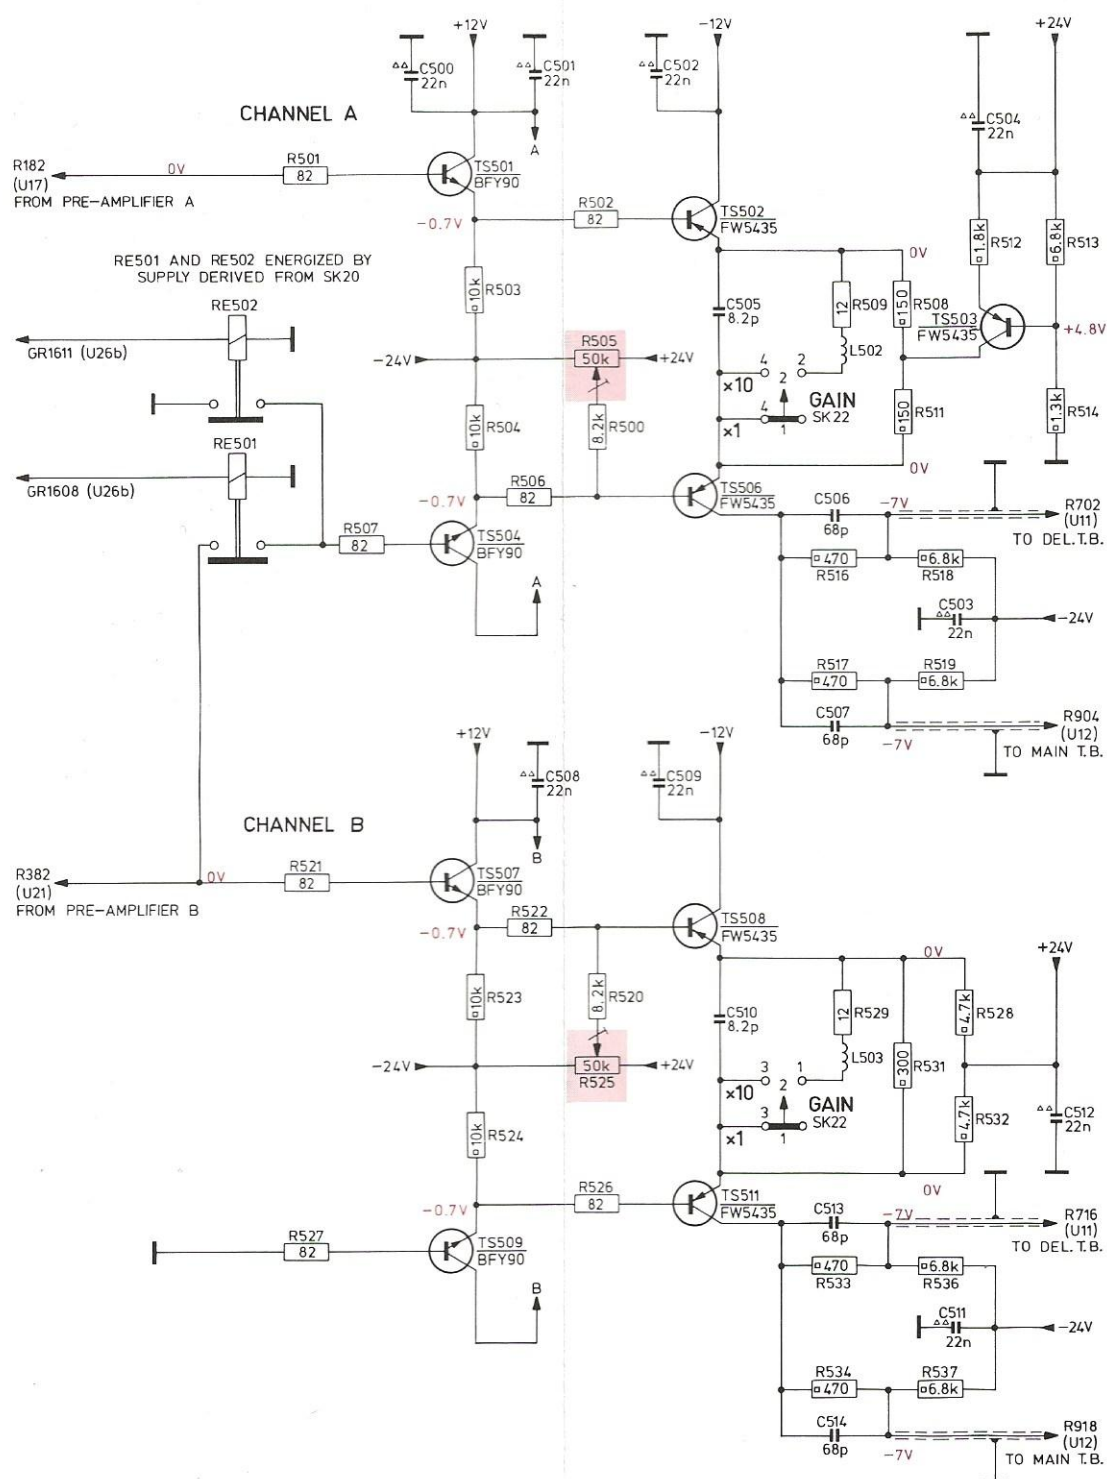 +12V
-12V
+24V
△△ C500
22n
△△ C501
22n
△△ C502
22n
CHANNEL A
△△ C504
22n
A
R182
(U17)
FROM PRE-AMPLIFIER A
0V
R501
82
TS501
BFY90
-0.7V
R502
82
TS502
FW5435
1.8k
R512
6.8k
R513
RE501 AND RE502 ENERGIZED BY
SUPPLY DERIVED FROM SK20
0V
10k
R503
C505
8.2p
12
R509
150
R508
TS503
FW5435
+4.8V
RE502
GR1611 (U26b)
R505
-24V
50k
+24V
L502
4
2
×10
2
GAIN
SK22
4
1
×1
150
R511
1.3k
R514
10k
R504
8.2k
R500
RE501
GR1608 (U26b)
0V
-0.7V
R506
82
TS506
FW5435
C506
68p
-7V
R702
(U11)
TO DEL.T.B.
R507
82
TS504
BFY90
470
R516
6.8k
R518
A
△△ C503
22n
-24V
R517
470
R519
6.8k
C507
68p
-7V
R904
(U12)
TO MAIN T.B.
+12V
-12V
△△ C508
22n
△△ C509
22n
CHANNEL B
B
R382
(U21)
FROM PRE-AMPLIFIER B
0V
R521
82
TS507
BFY90
-0.7V
R522
82
TS508
FW5435
0V
+24V
10k
R523
8.2k
R520
C510
8.2p
12
R529
4.7k
R528
-24V
50k
R525
+24V
L503
300
R531
3
1
×10
2
GAIN
SK22
3
1
×1
10k
R524
4.7k
R532
△△ C512
22n
R526
82
-0.7V
TS511
FW5435
0V
R527
82
TS509
BFY90
C513
68p
-7V
R716
(U11)
TO DEL.T.B.
470
R533
6.8k
R536
B
△△ C511
22n
-24V
R534
470
R537
6.8k
C514
68p
-7V
R918
(U12)
TO MAIN T.B.